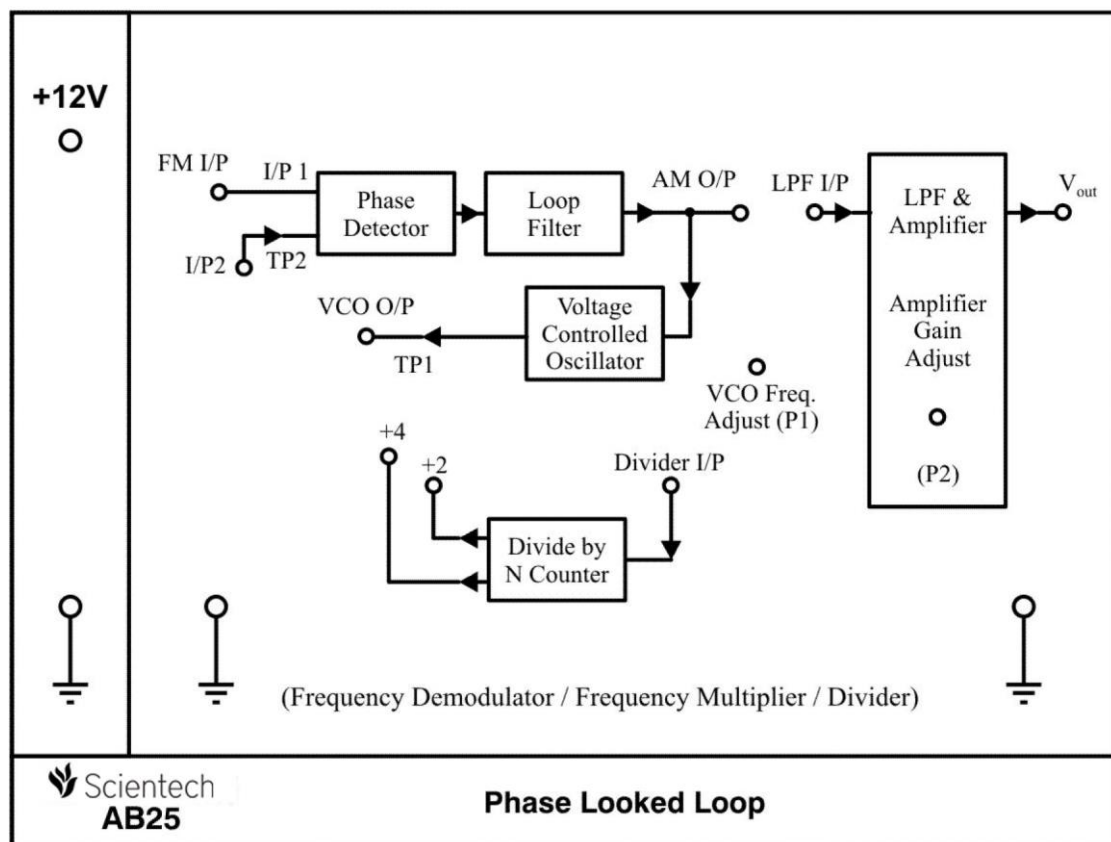 +12V
FM I/P
I/P 1
Phase
Detector
Loop
Filter
AM O/P
LPF I/P
LPF &
Amplifier
V_out
I/P2
TP2
VCO O/P
TP1
Voltage
Controlled
Oscillator
Amplifier
Gain
Adjust
VCO Freq.
Adjust (P1)
(P2)
+4
+2
Divider I/P
Divide by
N Counter
(Frequency Demodulator / Frequency Multiplier / Divider)
Scientech
AB25
Phase Looked Loop